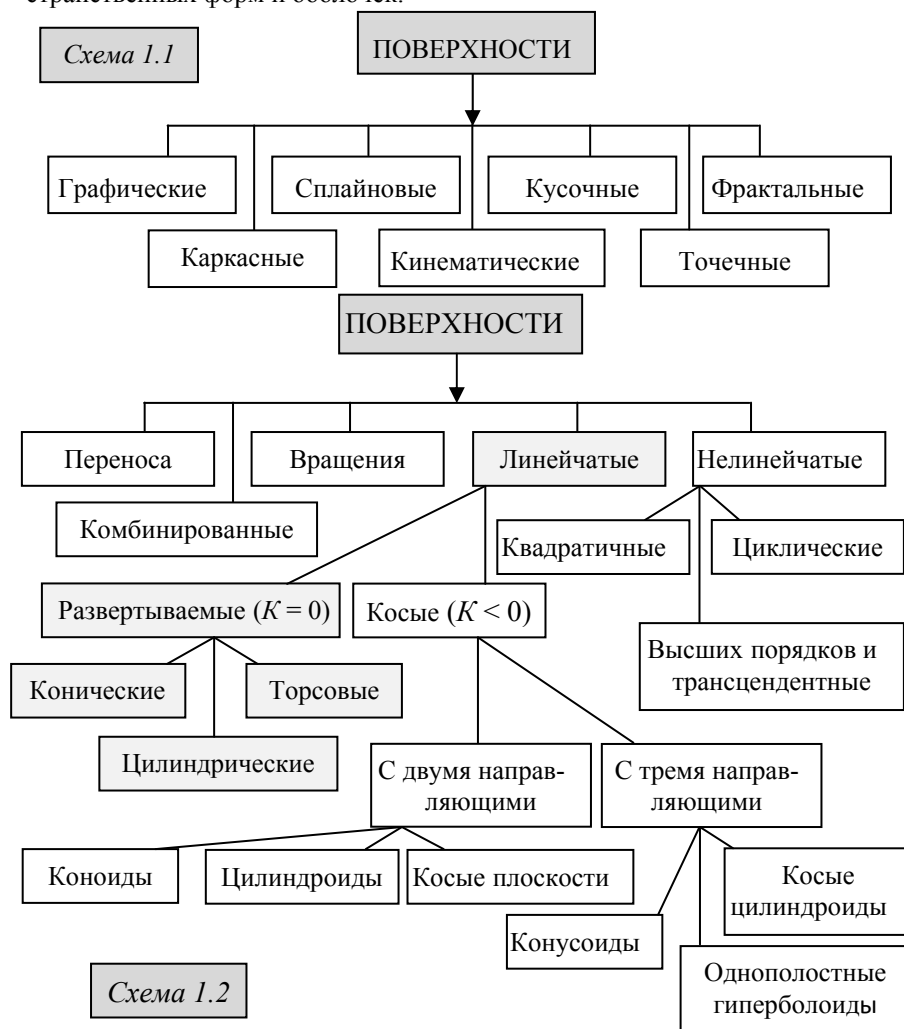 странственных форм и оболочек.
Схема 1.1
ПОВЕРХНОСТИ
Графические
Сплайновые
Кусочные
Фрактальные
Каркасные
Кинематические
Точечные
ПОВЕРХНОСТИ
Переноса
Вращения
Линейчатые
Нелинейчатые
Комбинированные
Квадратичные
Циклические
Развертываемые (K = 0)
Косые (K < 0)
Высших порядков и
трансцендентные
Конические
Торсовые
Цилиндрические
С двумя направ-
ляющими
С тремя направ-
ляющими
Коноиды
Цилиндроиды
Косые плоскости
Косые
цилиндроиды
Конусоиды
Однополостные
гиперболоиды
Схема 1.2